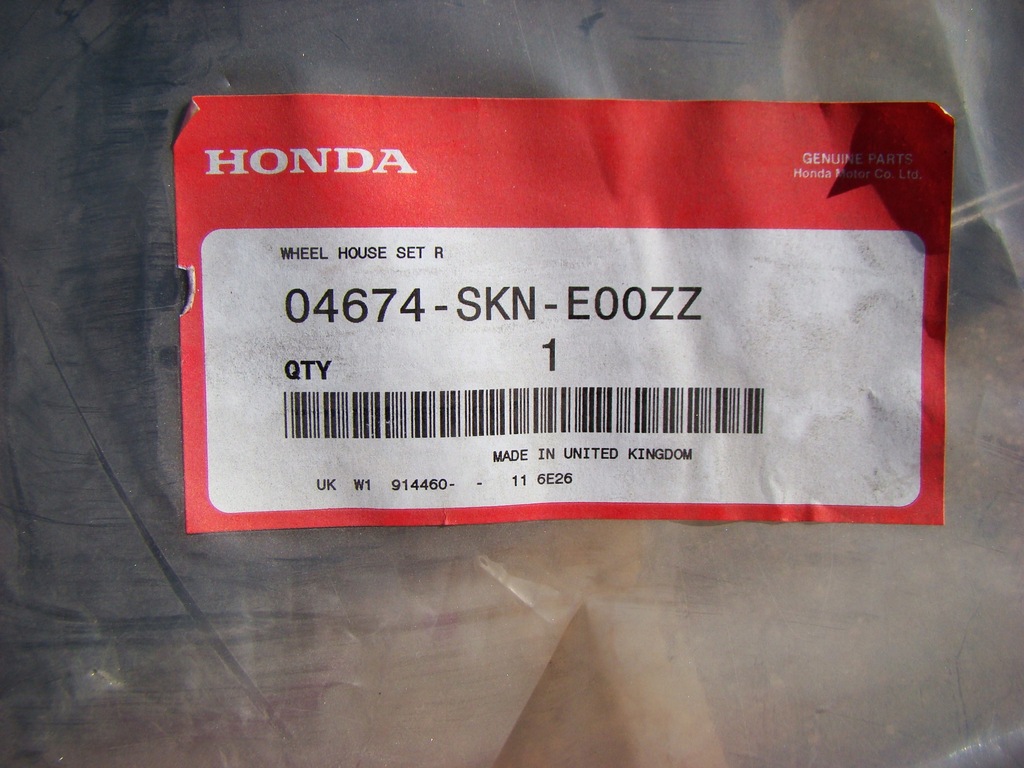 HONDA
GENUINE PARTS
Honda Motor Co. Ltd.
WHEEL HOUSE SET R
04674-SKN-E00ZZ
QTY 1
MADE IN UNITED KINGDOM
UK W1 914460- - 11 6E26